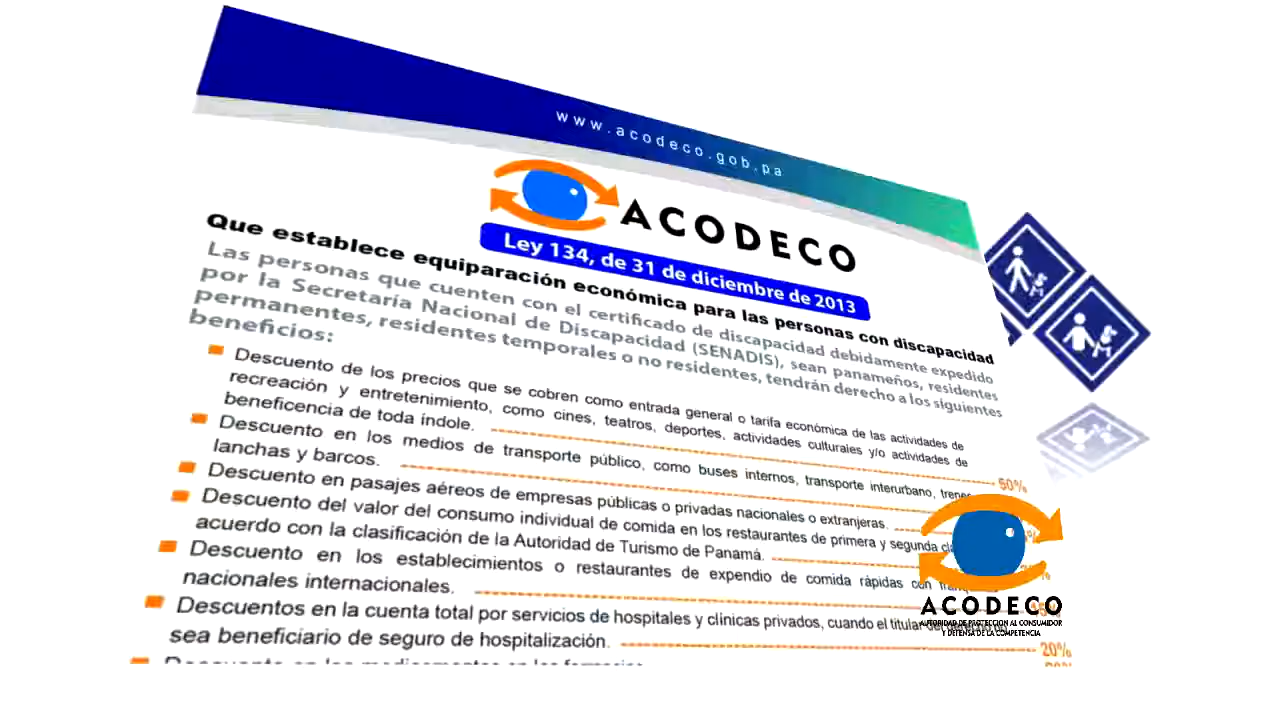 www.acodeco.gob.pa
ACODECO
Ley 134, de 31 de diciembre de 2013
Que establece equiparación económica para las personas con discapacidad
Las personas que cuenten con el certificado de discapacidad debidamente expedido
por la Secretaría Nacional de Discapacidad (SENADIS), sean panameños, residentes
permanentes, residentes temporales o no residentes, tendrán derecho a los siguientes
beneficios:
Descuento de los precios que se cobren como entrada general o tarifa económica de las actividades de
recreación y entretenimiento, como cines, teatros, deportes, actividades culturales y/o actividades de
beneficencia de toda índole. 50%
Descuento en los medios de transporte público, como buses internos, transporte interurbano,
lanchas y barcos.
Descuento en pasajes aéreos de empresas públicas o privadas nacionales o extranjeras.
Descuento del valor del consumo individual de comida en los restaurantes de primera y segunda
acuerdo con la clasificación de la Autoridad de Turismo de Panamá.
Descuento en los establecimientos o restaurantes de expendio de comida rápidas con
nacionales internacionales.
Descuentos en la cuenta total por servicios de hospitales y clínicas privados, cuando el titular del derecho no
sea beneficiario de seguro de hospitalización. 20%
ACODECO
AUTORIDAD DE PROTECCIÓN AL CONSUMIDOR
Y DEFENSA DE LA COMPETENCIA